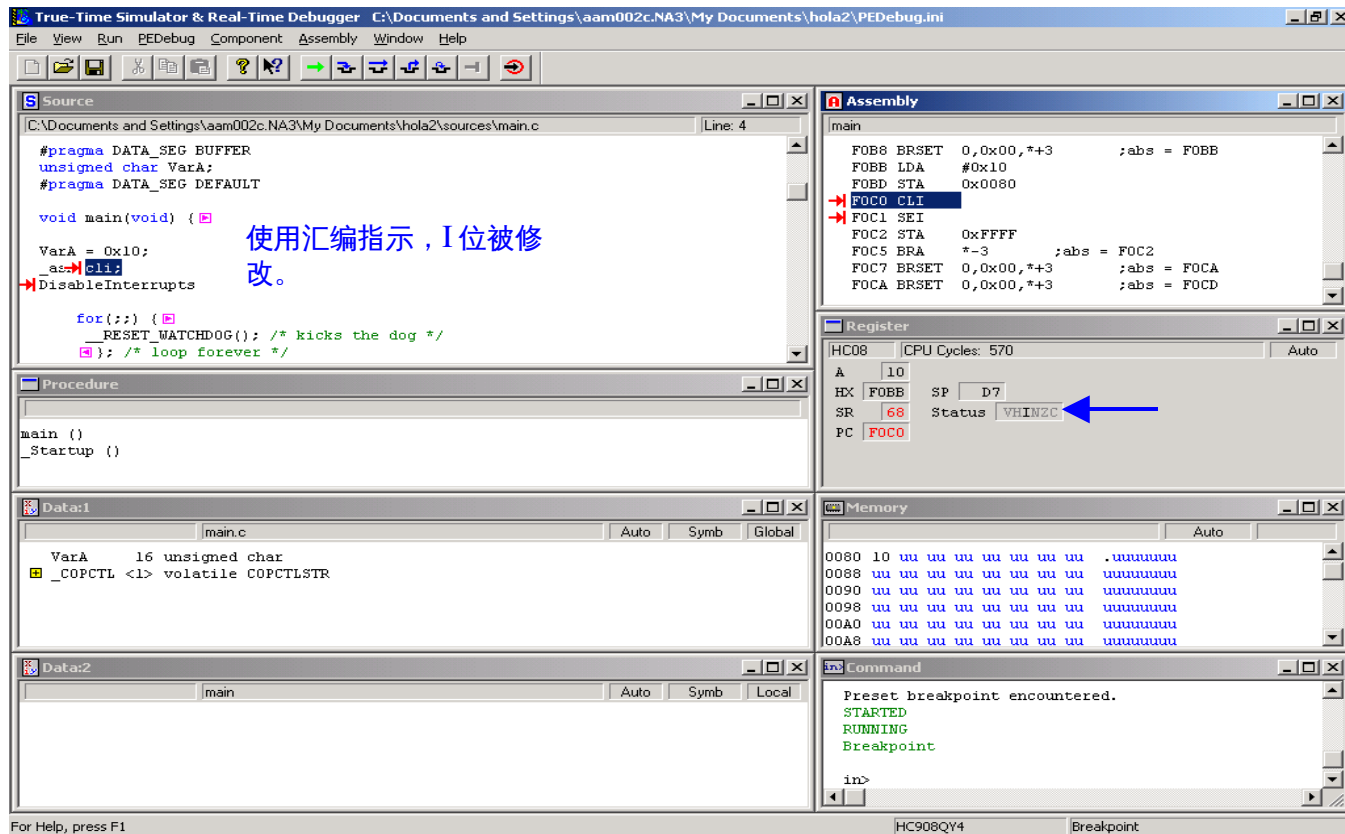 True-Time Simulator & Real-Time Debugger C:\Documents and Settings\aam002c.NA3\My Documents\hola2\PEDebug.ini
File View Run PEDebug Component Assembly Window Help
Source
C:\Documents and Settings\aam002c.NA3\My Documents\hola2\sources\main.c Line: 4
#pragma DATA_SEG BUFFER
unsigned char VarA;
#pragma DATA_SEG DEFAULT
void main(void) {
VarA = 0x10;
_asm cli;
DisableInterrupts
for(;;) {
__RESET_WATCHDOG(); /* kicks the dog */
}; /* loop forever */
使用汇编指示，I 位被修
改。
Assembly
main
F0B8 BRSET 0,0x00,*+3 ;abs = F0BB
F0BB LDA #0x10
F0BD STA 0x0080
F0C0 CLI
F0C1 SEI
F0C2 STA 0xFFFF
F0C5 BRA *-3 ;abs = F0C2
F0C7 BRSET 0,0x00,*+3 ;abs = F0CA
F0CA BRSET 0,0x00,*+3 ;abs = F0CD
Register
HC08 CPU Cycles: 570 Auto
A 10
HX F0BB SP D7
SR 68 Status VHINZC
PC F0C0
Procedure
main ()
_Startup ()
Data:1
main.c Auto Symb Global
VarA 16 unsigned char
_COPCTL <1> volatile COPCTLSTR
Memory
Auto
0080 10 uu uu uu uu uu uu uu .uuuuuuu
0088 uu uu uu uu uu uu uu uu uuuuuuuu
0090 uu uu uu uu uu uu uu uu uuuuuuuu
0098 uu uu uu uu uu uu uu uu uuuuuuuu
00A0 uu uu uu uu uu uu uu uu uuuuuuuu
00A8 uu uu uu uu uu uu uu uu uuuuuuuu
Data:2
main Auto Symb Local
Command
Preset breakpoint encountered.
STARTED
RUNNING
Breakpoint
in>
For Help, press F1 HC908QY4 Breakpoint